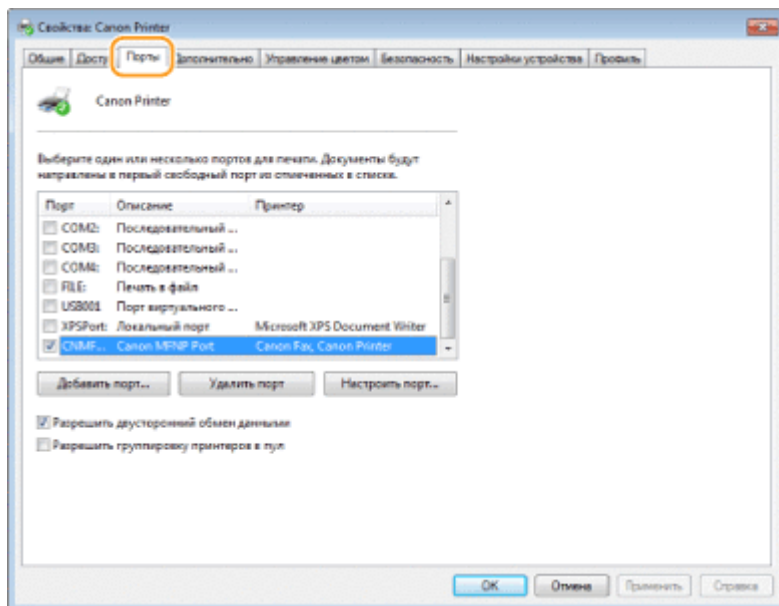 Свойства: Canon Printer
Общие Доступ Порты Дополнительно Управление цветом Безопасность Настройки устройства Профиль
Canon Printer
Выберите один или несколько портов для печати. Документы будут
направлены в первый свободный порт из отмеченных в списке.
Порт Описание Принтер
COM2: Последовательный ...
COM3: Последовательный ...
COM4: Последовательный ...
FILE: Печать в файл
USB001 Порт виртуального ...
XPSPort: Локальный порт Microsoft XPS Document Writer
CNMF... Canon MFNP Port Canon Fax, Canon Printer
Добавить порт... Удалить порт Настроить порт...
Разрешить двусторонний обмен данными
Разрешить группировку принтеров в пул
OK Отмена Применить Справка